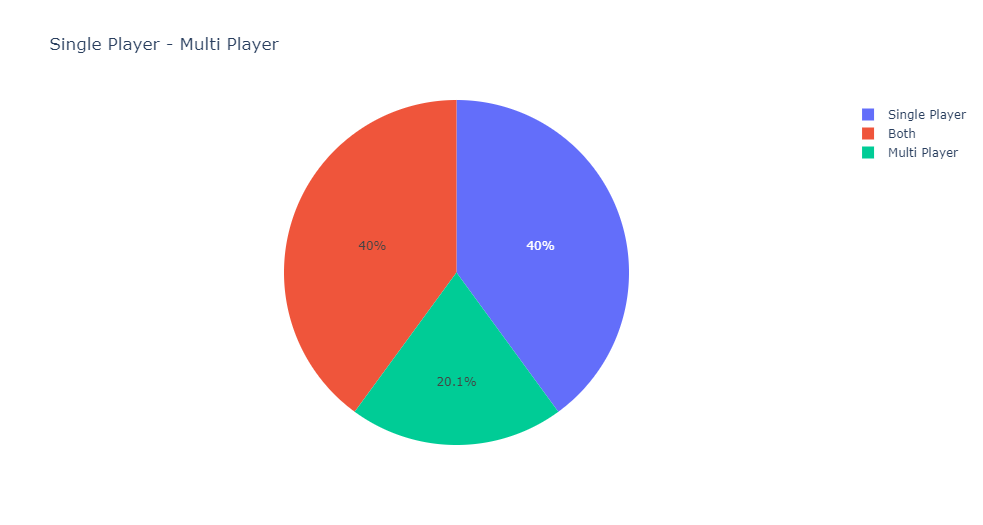 Single Player - Multi Player
Single Player
Both
Multi Player
40%
40%
20.1%